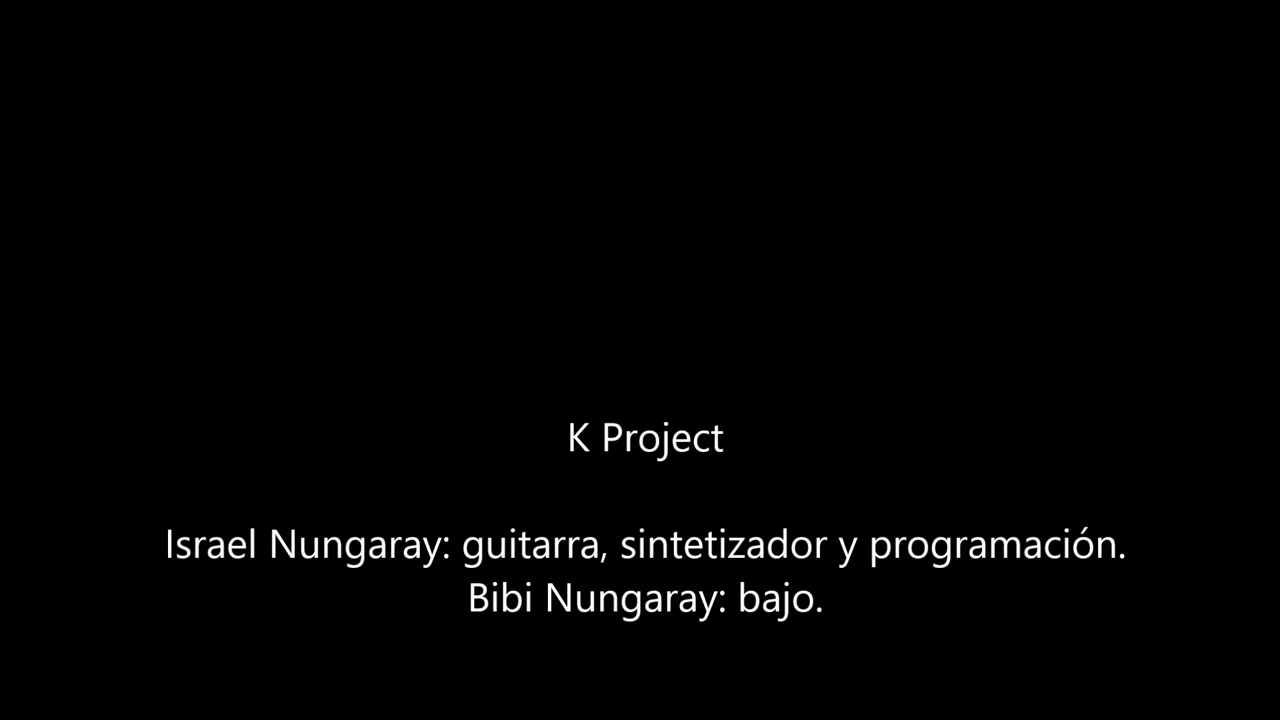 K Project
Israel Nungaray: guitarra, sintetizador y programación.
Bibi Nungaray: bajo.